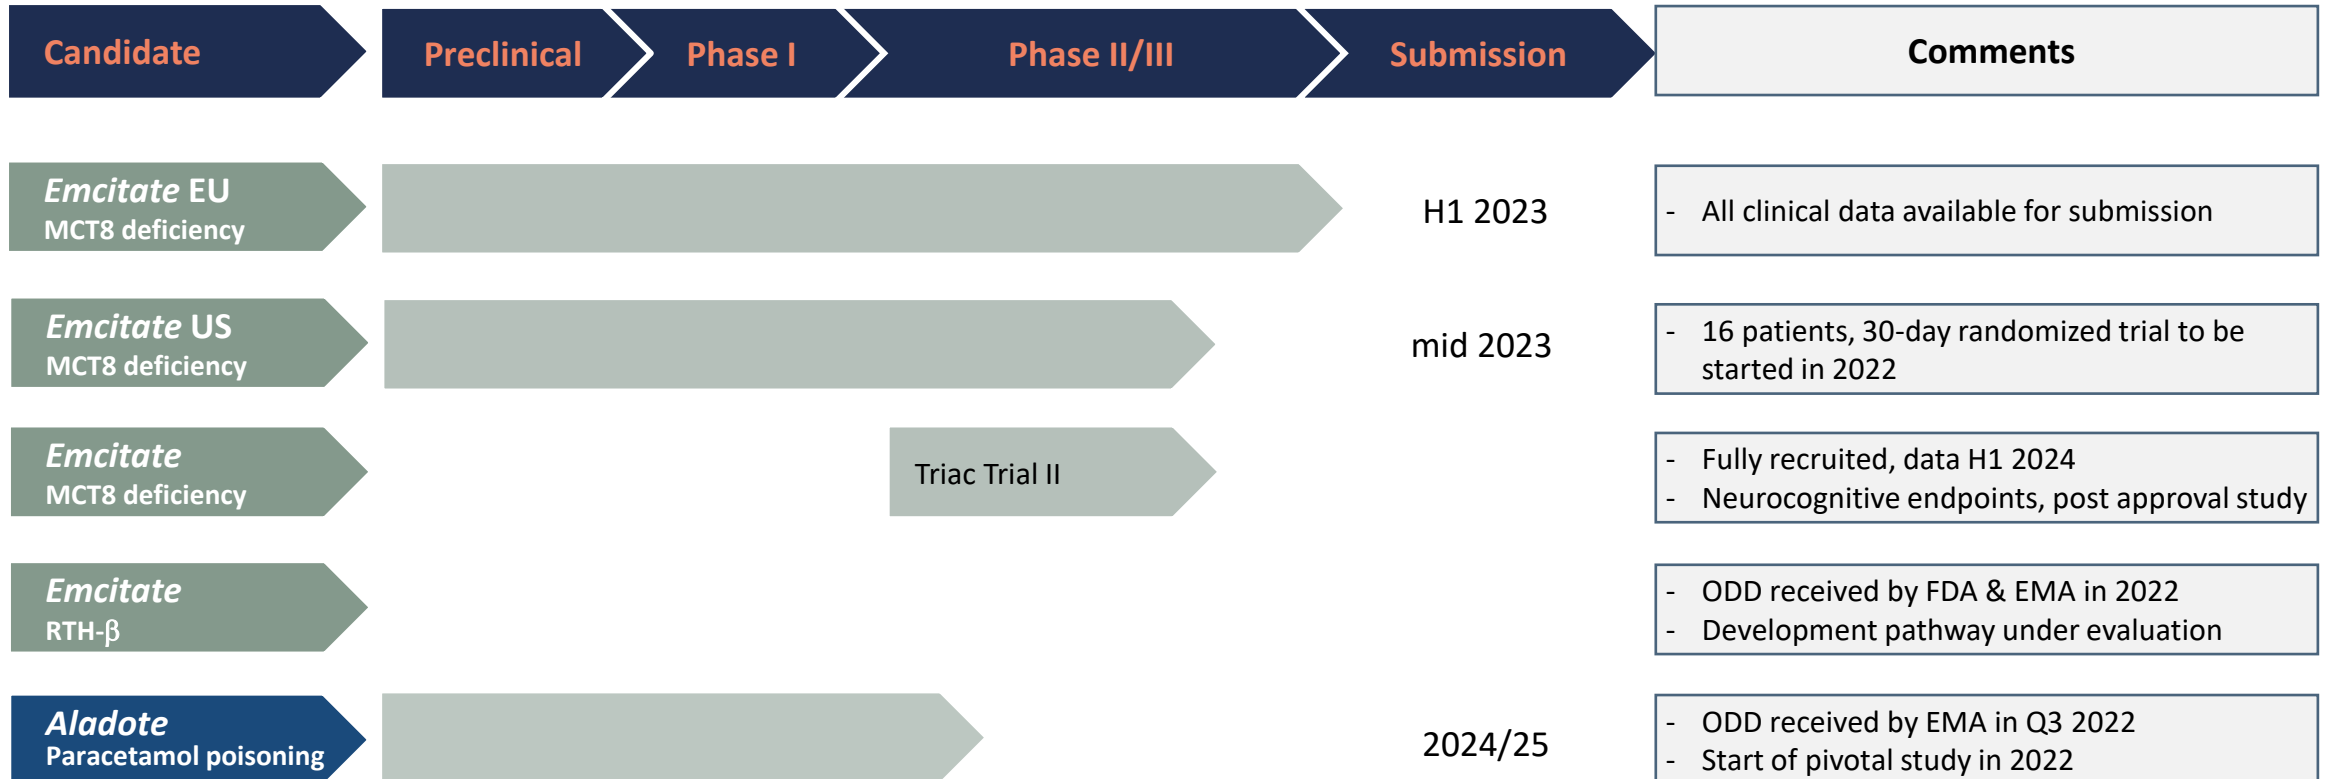 Candidate
Preclinical
Phase I
Phase II/III
Submission
Comments
Emcitate EU
MCT8 deficiency
H1 2023
- All clinical data available for submission
Emcitate US
MCT8 deficiency
mid 2023
- 16 patients, 30-day randomized trial to be
started in 2022
Emcitate
MCT8 deficiency
Triac Trial II
- Fully recruited, data H1 2024
- Neurocognitive endpoints, post approval study
Emcitate
RTH-β
- ODD received by FDA & EMA in 2022
- Development pathway under evaluation
Aladote
Paracetamol poisoning
2024/25
- ODD received by EMA in Q3 2022
- Start of pivotal study in 2022